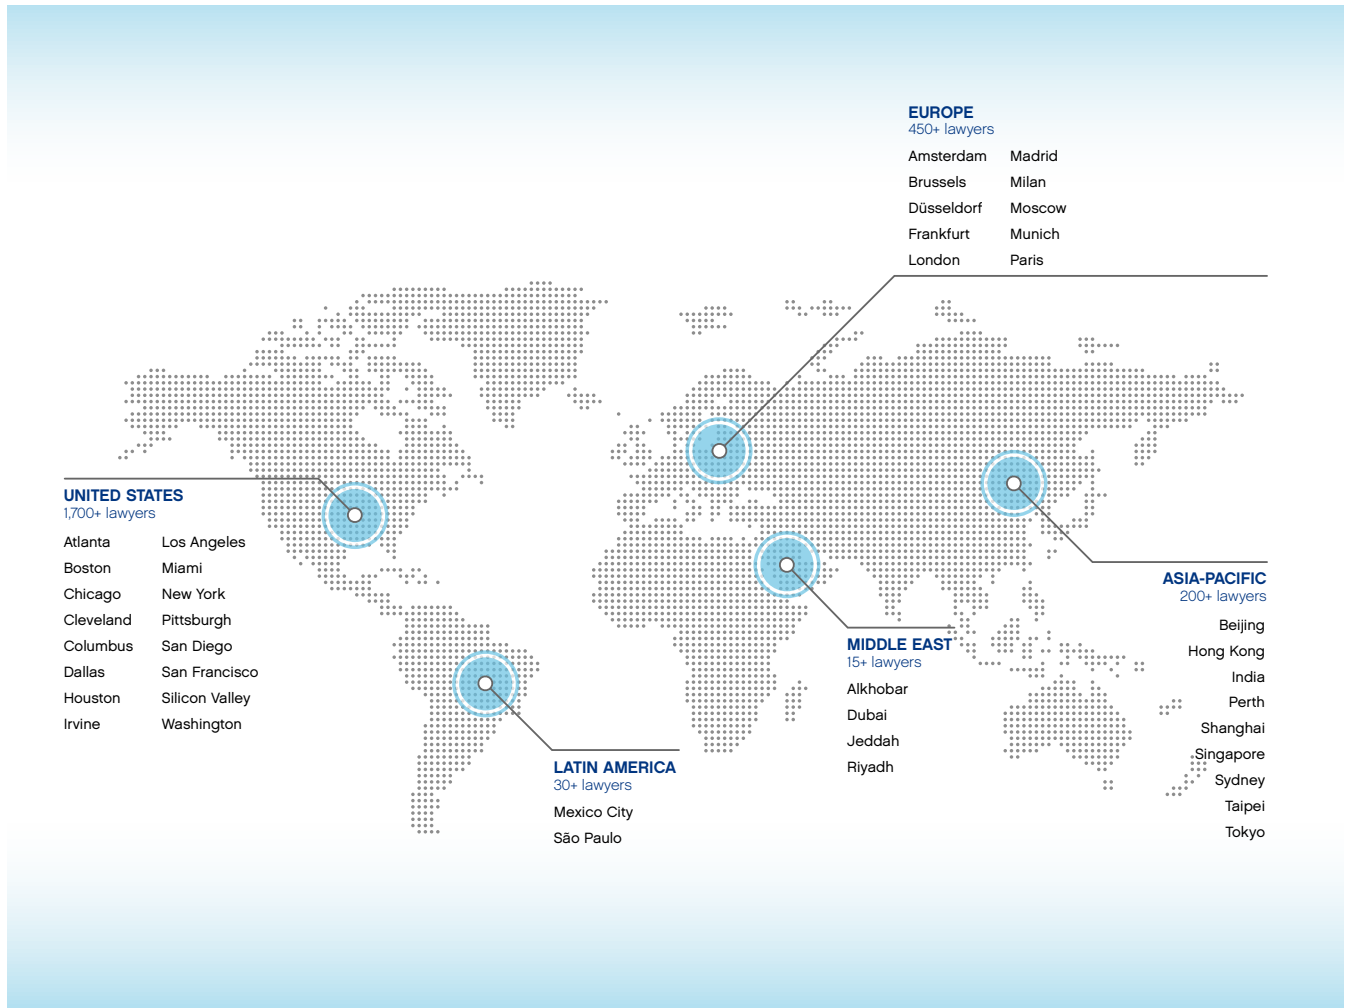 EUROPE
450+ lawyers
Amsterdam Madrid
Brussels Milan
Düsseldorf Moscow
Frankfurt Munich
London Paris
UNITED STATES
1,700+ lawyers
Atlanta Los Angeles
Boston Miami
Chicago New York
Cleveland Pittsburgh
Columbus San Diego
Dallas San Francisco
Houston Silicon Valley
Irvine Washington
LATIN AMERICA
30+ lawyers
Mexico City
São Paulo
MIDDLE EAST
15+ lawyers
Alkhobar
Dubai
Jeddah
Riyadh
ASIA-PACIFIC
200+ lawyers
Beijing
Hong Kong
India
Perth
Shanghai
Singapore
Sydney
Taipei
Tokyo